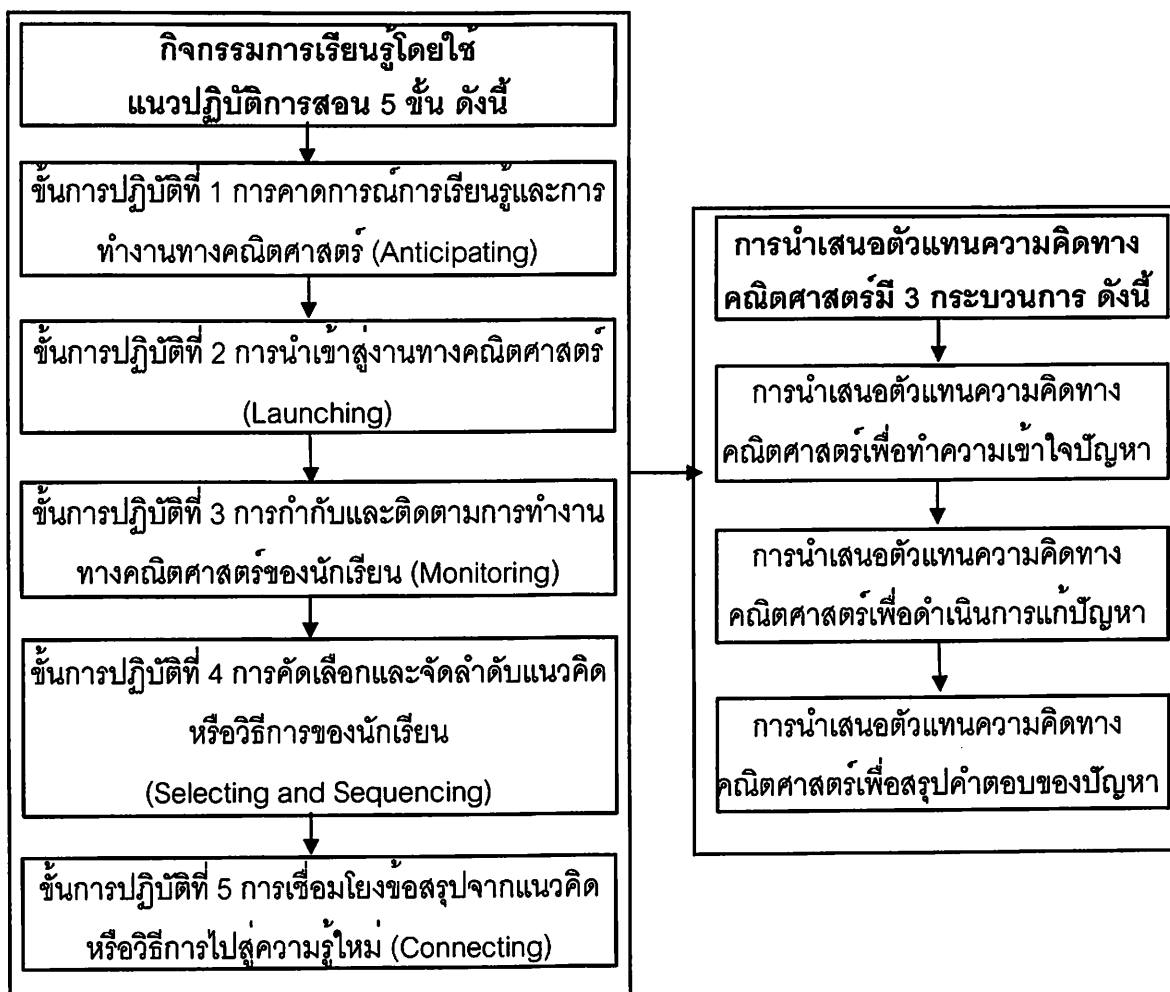 กิจกรรมการเรียนรู้โดยใช้
แนวปฏิบัติการสอน 5 ขั้น ดังนี้
ขั้นการปฏิบัติที่ 1 การคาดการณ์การเรียนรู้และการ
ทำงานทางคณิตศาสตร์ (Anticipating)
ขั้นการปฏิบัติที่ 2 การนำเข้าสู่งานทางคณิตศาสตร์
(Launching)
ขั้นการปฏิบัติที่ 3 การกำกับและติดตามการทำงาน
ทางคณิตศาสตร์ของนักเรียน (Monitoring)
ขั้นการปฏิบัติที่ 4 การคัดเลือกและจัดลำดับแนวคิด
หรือวิธีการของนักเรียน
(Selecting and Sequencing)
ขั้นการปฏิบัติที่ 5 การเชื่อมโยงข้อสรุปจากแนวคิด
หรือวิธีการไปสู่ความรู้ใหม่ (Connecting)
การนำเสนอตัวแทนความคิดทาง
คณิตศาสตร์มี 3 กระบวนการ ดังนี้
การนำเสนอตัวแทนความคิดทาง
คณิตศาสตร์เพื่อทำความเข้าใจปัญหา
การนำเสนอตัวแทนความคิดทาง
คณิตศาสตร์เพื่อดำเนินการแก้ปัญหา
การนำเสนอตัวแทนความคิดทาง
คณิตศาสตร์เพื่อสรุปคำตอบของปัญหา